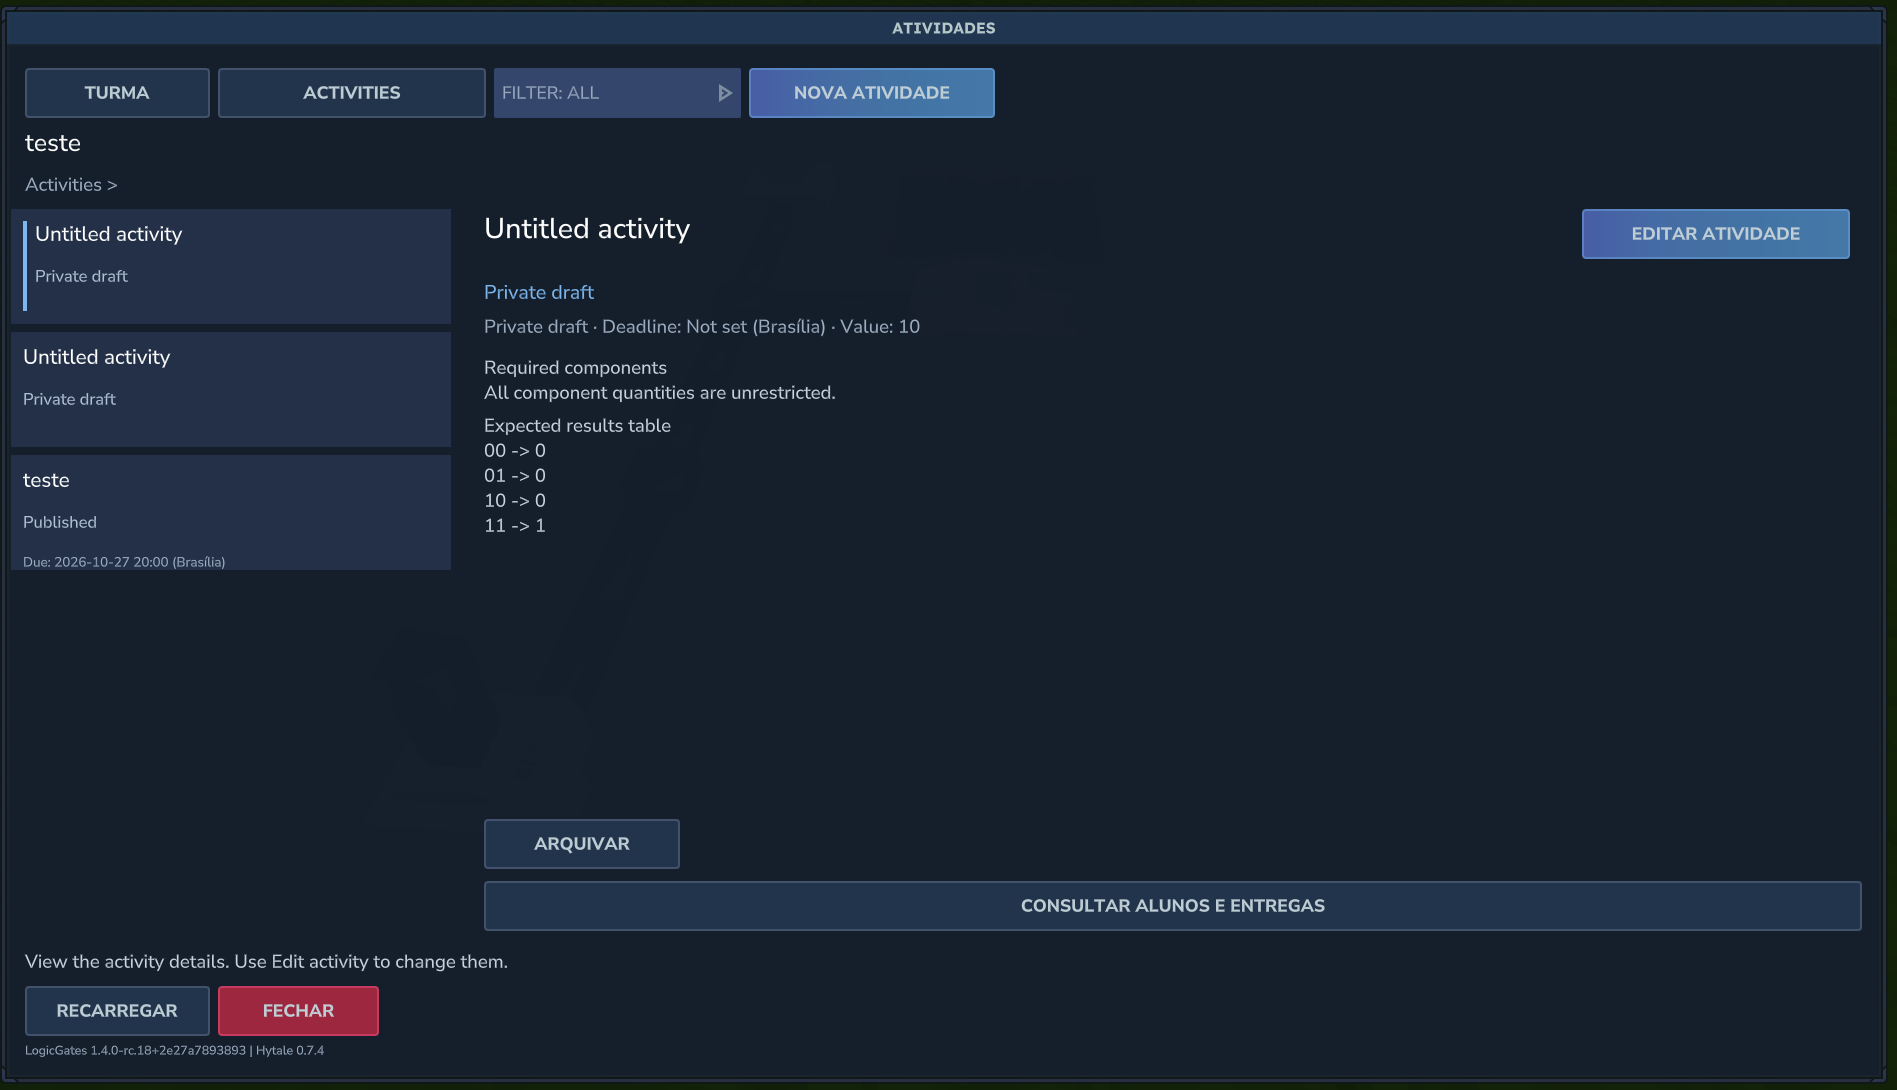 ATIVIDADES
TURMA
ACTIVITIES
FILTER: ALL
NOVA ATIVIDADE
teste
Activities >
Untitled activity
Private draft
Untitled activity
Private draft
teste
Published
Due: 2026-10-27 20:00 (Brasília)
Untitled activity
EDITAR ATIVIDADE
Private draft
Private draft · Deadline: Not set (Brasília) · Value: 10
Required components
All component quantities are unrestricted.
Expected results table
00 -> 0
01 -> 0
10 -> 0
11 -> 1
ARQUIVAR
CONSULTAR ALUNOS E ENTREGAS
View the activity details. Use Edit activity to change them.
RECARREGAR
FECHAR
LogicGates 1.4.0-rc.18+2e27a7893893 | Hytale 0.7.4